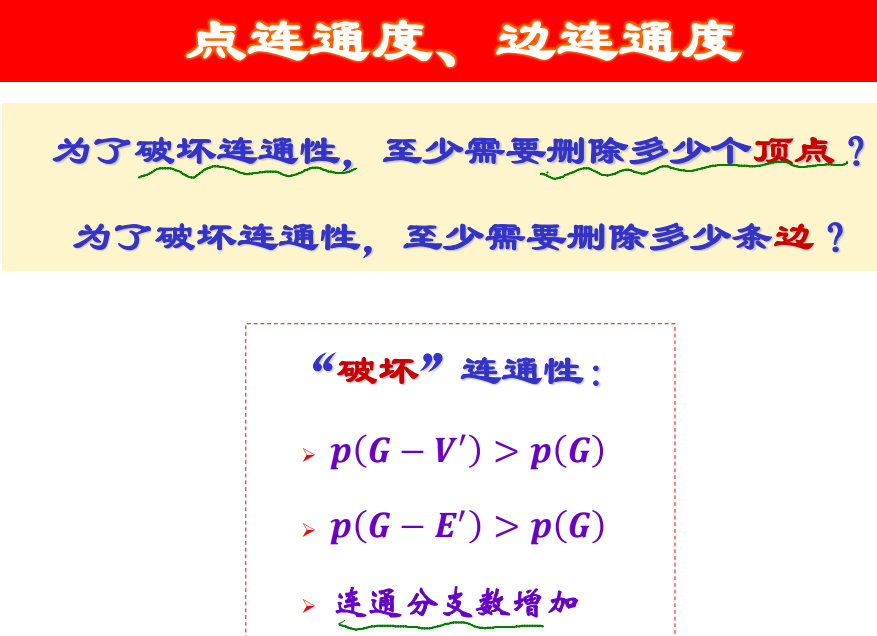 点连通度、边连通度
为了破坏连通性，至少需要删除多少个顶点？
为了破坏连通性，至少需要删除多少条边？
“破坏”连通性：
➢ p(G − V′) > p(G)
➢ p(G − E′) > p(G)
➢ 连通分支数增加